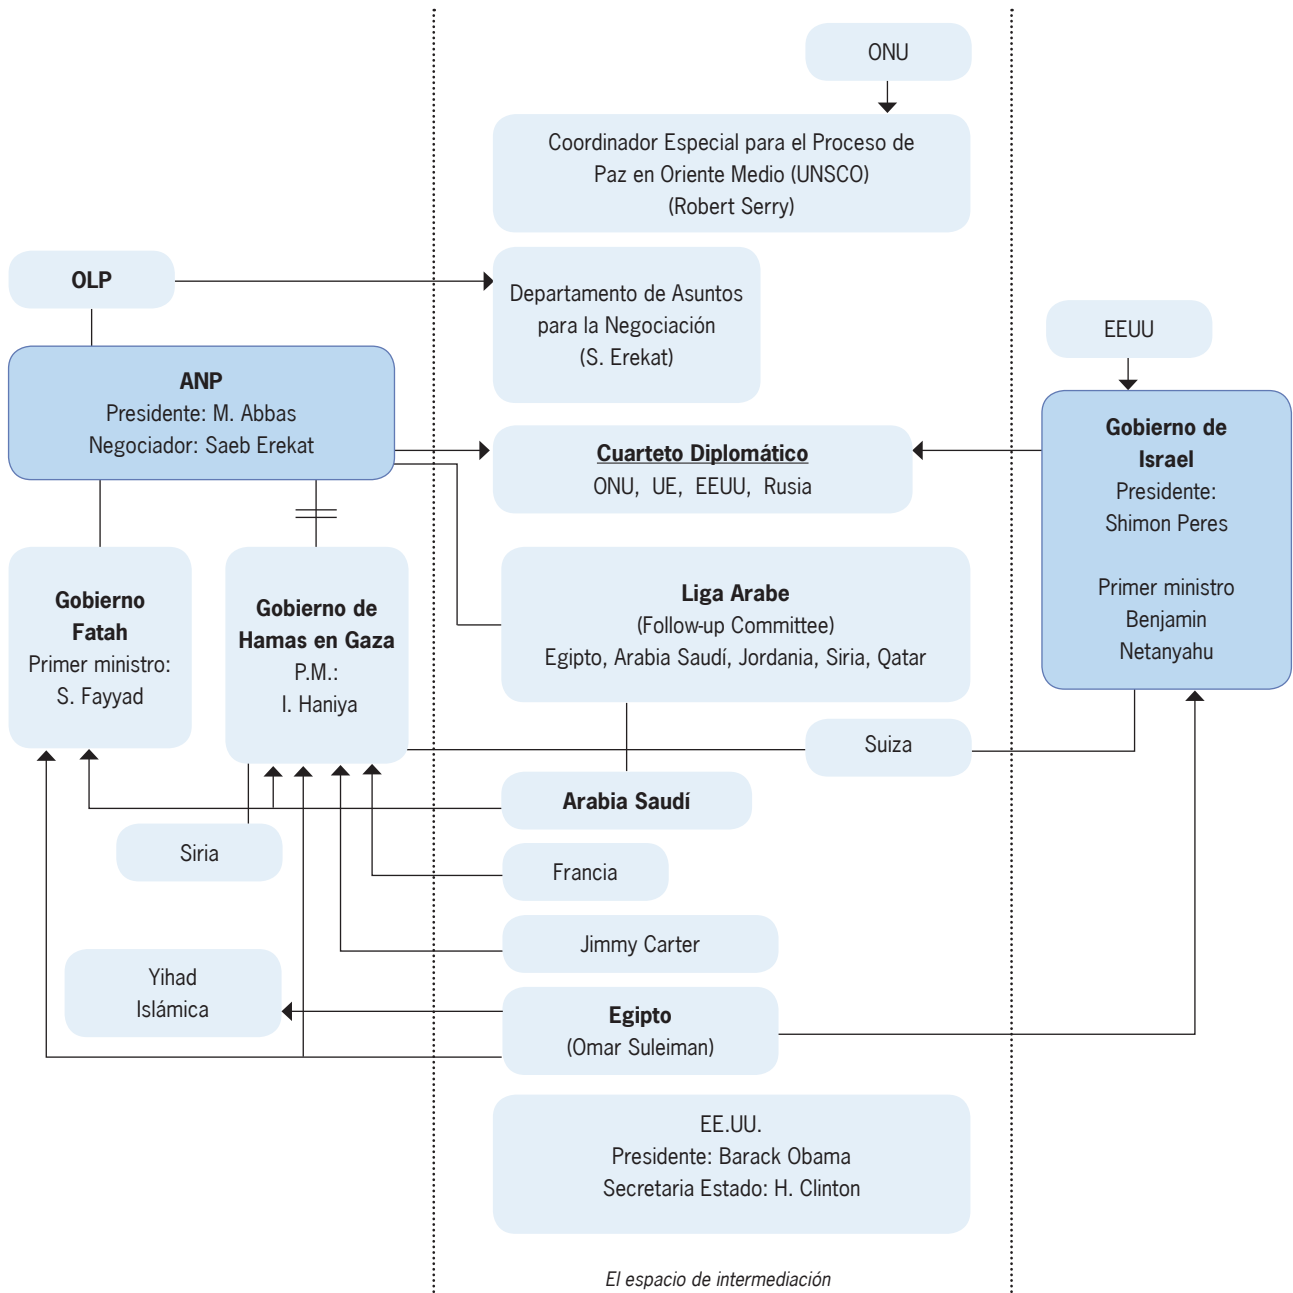 ONU
Coordinador Especial para el Proceso de
Paz en Oriente Medio (UNSCO)
(Robert Serry)
OLP
Departamento de Asuntos
para la Negociación
(S. Erekat)
EEUU
ANP
Presidente: M. Abbas
Negociador: Saeb Erekat
Cuarteto Diplomático
ONU, UE, EEUU, Rusia
Gobierno de
Israel
Presidente:
Shimon Peres
Primer ministro
Benjamin
Netanyahu
Gobierno
Fatah
Primer ministro:
S. Fayyad
Gobierno de
Hamas en Gaza
P.M.:
I. Haniya
Liga Arabe
(Follow-up Committee)
Egipto, Arabia Saudí, Jordania, Siria, Qatar
Suiza
Arabia Saudí
Siria
Francia
Jimmy Carter
Yihad
Islámica
Egipto
(Omar Suleiman)
EE.UU.
Presidente: Barack Obama
Secretaria Estado: H. Clinton
El espacio de intermediación